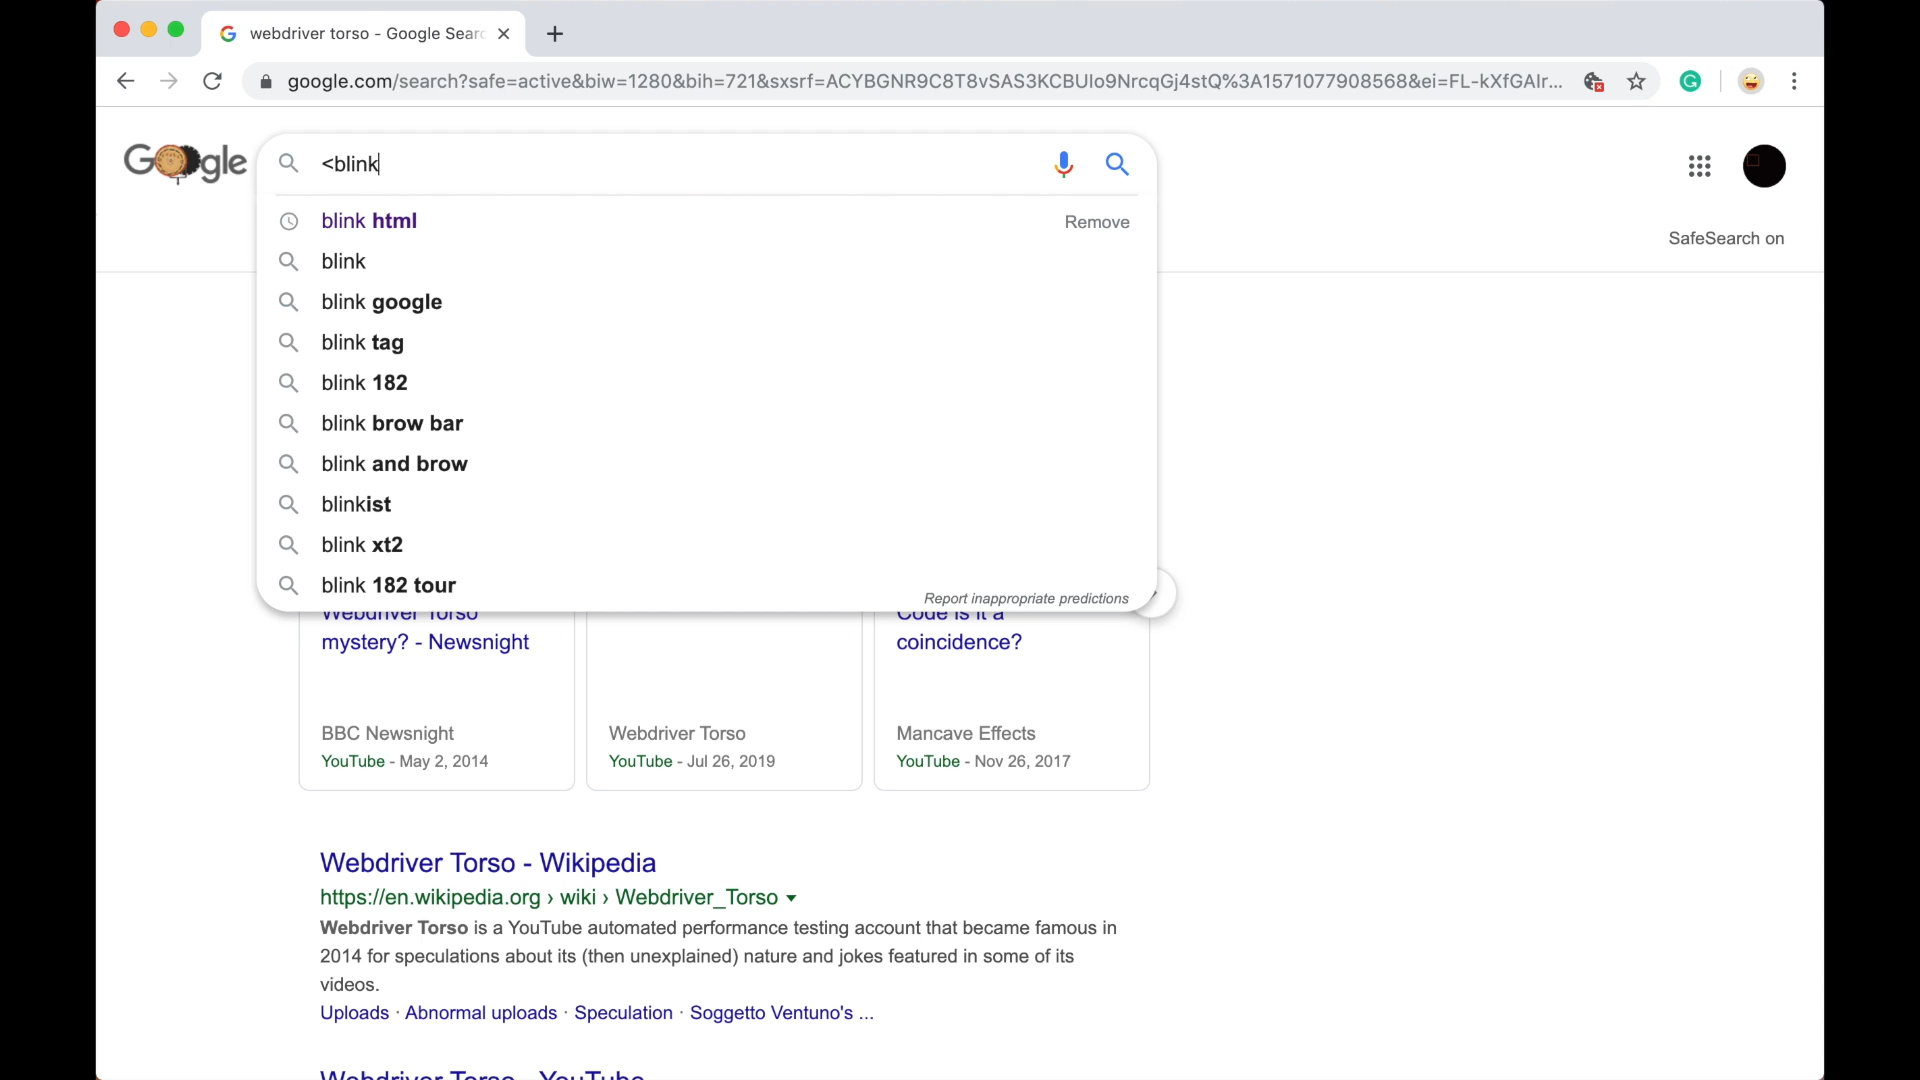 webdriver torso - Google Searc
google.com/search?safe=active&biw=1280&bih=721&sxsrf=ACYBGNR9C8T8vSAS3KCBUIo9NrcqGj4stQ%3A1571077908568&ei=FL-kXfGAIr...
Google
<blink
blink html
Remove
blink
SafeSearch on
blink google
blink tag
blink 182
blink brow bar
blink and brow
blinkist
blink xt2
blink 182 tour
Report inappropriate predictions
Webdriver Torso
mystery? - Newsnight
Code is it a
coincidence?
BBC Newsnight
YouTube - May 2, 2014
Webdriver Torso
YouTube - Jul 26, 2019
Mancave Effects
YouTube - Nov 26, 2017
Webdriver Torso - Wikipedia
https://en.wikipedia.org › wiki › Webdriver_Torso
Webdriver Torso is a YouTube automated performance testing account that became famous in
2014 for speculations about its (then unexplained) nature and jokes featured in some of its
videos.
Uploads · Abnormal uploads · Speculation · Soggetto Ventuno's ...
Webdriver Torso - YouTube